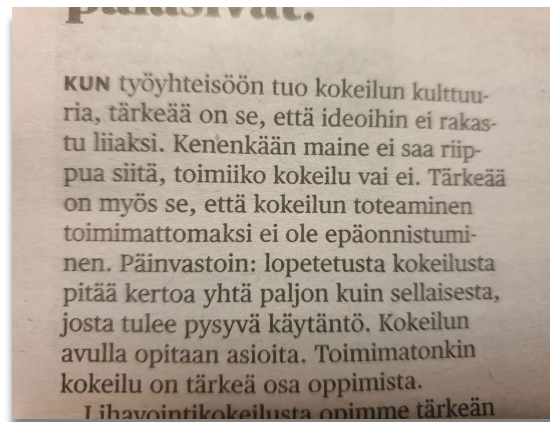 palasivat.
KUN työyhteisöön tuo kokeilun kulttuu-
ria, tärkeää on se, että ideoihin ei rakas-
tu liiaksi. Kenenkään maine ei saa riip-
pua siitä, toimiiko kokeilu vai ei. Tärkeää
on myös se, että kokeilun toteaminen
toimimattomaksi ei ole epäonnistumi-
nen. Päinvastoin: lopetetusta kokeilusta
pitää kertoa yhtä paljon kuin sellaisesta,
josta tulee pysyvä käytäntö. Kokeilun
avulla opitaan asioita. Toimimatonkin
kokeilu on tärkeä osa oppimista.
Lihavointikokeilusta opimme tärkeän